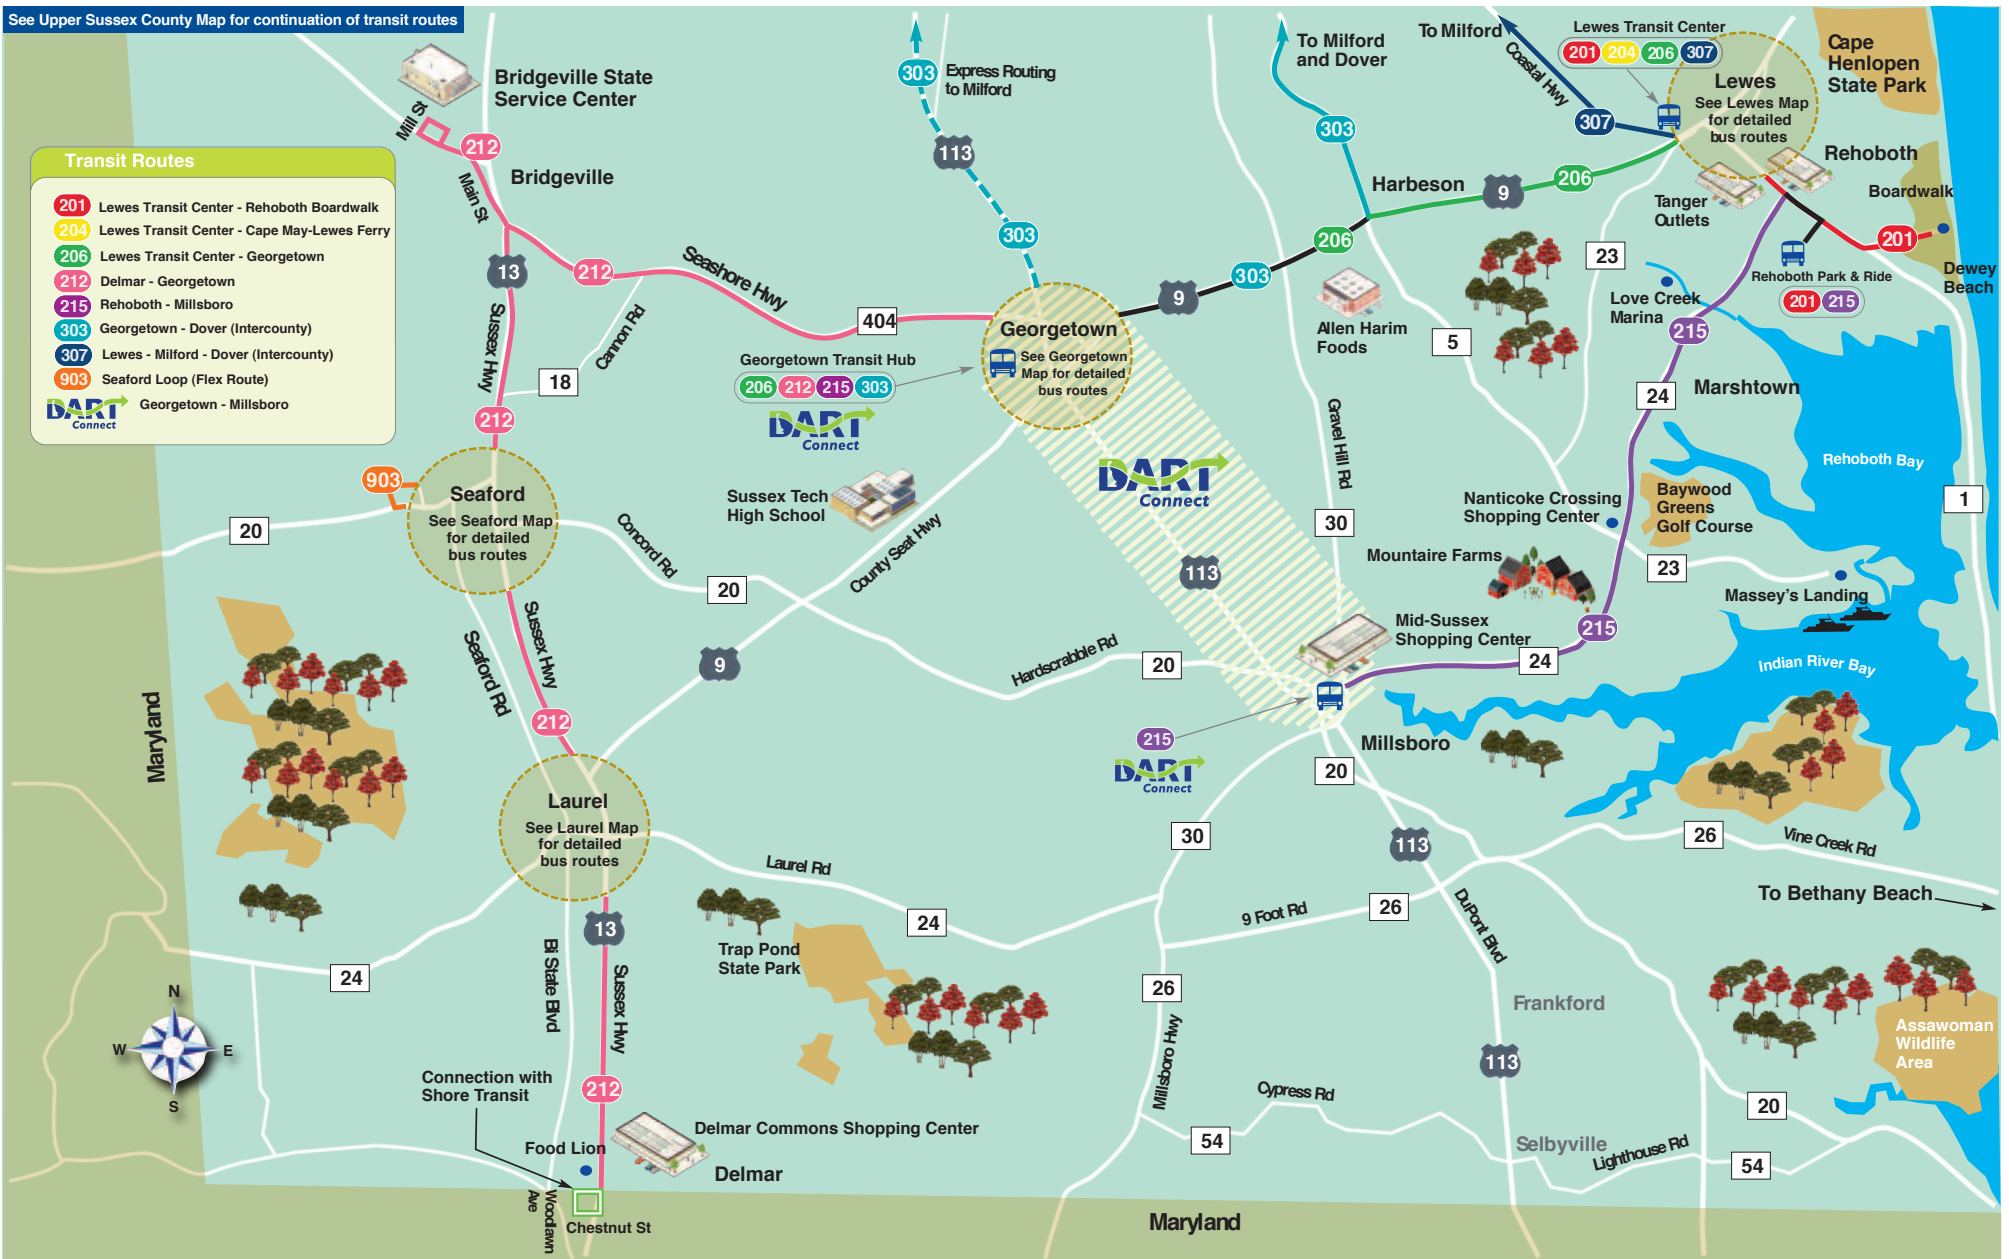 See Upper Sussex County Map for continuation of transit routes
Bridgeville State
Service Center
303
Express Routing
to Milford
To Milford
and Dover
To Milford
Coastal Hwy
Lewes Transit Center
201 204 206 307
Lewes
See Lewes Map
for detailed
bus routes
Cape
Henlopen
State Park
Mill St
212
113
303
307
Rehoboth
Transit Routes
201 Lewes Transit Center - Rehoboth Boardwalk
204 Lewes Transit Center - Cape May-Lewes Ferry
206 Lewes Transit Center - Georgetown
212 Delmar - Georgetown
215 Rehoboth - Millsboro
303 Georgetown - Dover (Intercounty)
307 Lewes - Milford - Dover (Intercounty)
903 Seaford Loop (Flex Route)
DART Connect Georgetown - Millsboro
Bridgeville
Main St
Harbeson
9
206
Tanger
Outlets
Boardwalk
201
Dewey
Beach
Rehoboth Park & Ride
201 215
303
206
303
9
23
13
212
Seashore Hwy
404
Sussex Hwy
Cannon Rd
18
212
Georgetown
See Georgetown
Map for detailed
bus routes
Georgetown Transit Hub
206 212 215 303
DART
Connect
Allen Harim
Foods
5
Love Creek
Marina
215
24
Marshtown
Gravel Hill Rd
30
Rehoboth Bay
1
903
Seaford
See Seaford Map
for detailed
bus routes
20
Sussex Tech
High School
County Seat Hwy
DART
Connect
113
Nanticoke Crossing
Shopping Center
Baywood
Greens
Golf Course
Mountaire Farms
23
Massey's Landing
Concord Rd
20
Mid-Sussex
Shopping Center
215
24
Indian River Bay
Seaford Rd
Sussex Hwy
212
9
Hardscrabble Rd
20
Maryland
215
DART
Connect
Millsboro
20
Laurel
See Laurel Map
for detailed
bus routes
30
113
26
Vine Creek Rd
Laurel Rd
24
9 Foot Rd
26
DuPont Blvd
To Bethany Beach
13
Bi State Blvd
Sussex Hwy
Trap Pond
State Park
24
26
Frankford
Millsboro Hwy
113
Assawoman
Wildlife
Area
N
W
E
S
Connection with
Shore Transit
212
Cypress Rd
20
Food Lion
Delmar Commons Shopping Center
Delmar
54
Selbyville
Lighthouse Rd
54
Woodlawn
Ave
Chestnut St
Maryland